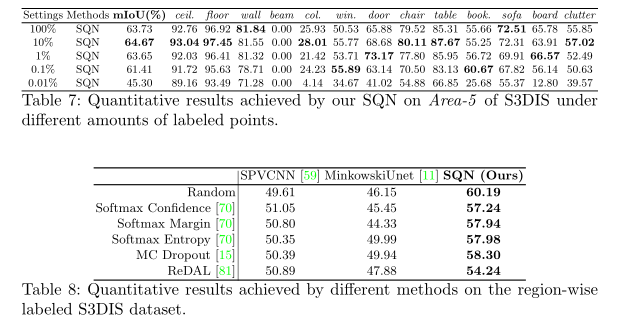 Settings Methods mIoU(%) ceil. floor wall beam col. win. door chair table book. sofa board clutter
100% SQN 63.73 92.76 96.92 81.84 0.00 25.93 50.53 65.88 79.52 85.31 55.66 72.51 65.78 55.85
10% SQN 64.67 93.04 97.45 81.55 0.00 28.01 55.77 68.68 80.11 87.67 55.25 72.31 63.91 57.02
1% SQN 63.65 92.03 96.41 81.32 0.00 21.42 53.71 73.17 77.80 85.95 56.72 69.91 66.57 52.49
0.1% SQN 61.41 91.72 95.63 78.71 0.00 24.23 55.89 63.14 70.50 83.13 60.67 67.82 56.14 50.63
0.01% SQN 45.30 89.16 93.49 71.28 0.00 4.14 34.67 41.02 54.88 66.85 25.68 55.37 12.80 39.57
Table 7: Quantitative results achieved by our SQN on Area-5 of S3DIS under
different amounts of labeled points.
SPVCNN [59] MinkowskiUnet [11] SQN (Ours)
Random 49.61 46.15 60.19
Softmax Confidence [70] 51.05 45.45 57.24
Softmax Margin [70] 50.80 44.33 57.94
Softmax Entropy [70] 50.35 49.99 57.98
MC Dropout [15] 50.39 49.94 58.30
ReDAL [81] 50.89 47.88 54.24
Table 8: Quantitative results achieved by different methods on the region-wise
labeled S3DIS dataset.